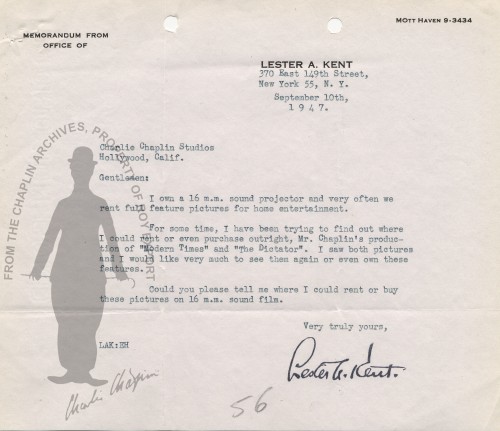 MEMORANDUM FROM
OFFICE OF
MOTT HAVEN 9-3434
LESTER A. KENT
370 East 149th Street,
New York 55, N. Y.
September 10th,
1 9 4 7.
Charlie Chaplin Studios
Hollywood, Calif.
Gentlemen:
I own a 16 m.m. sound projector and very often we
rent full feature pictures for home entertainment.
For some time, I have been trying to find out where
I could rent or even purchase outright, Mr. Chaplin's produc-
tion of "Modern Times" and "The Dictator". I saw both pictures
and I would like very much to see them again or even own these
features.
Could you please tell me where I could rent or buy
these pictures on 16 m.m. sound film.
Very truly yours,
LAK:EH
Lester A. Kent.
56
FROM THE CHAPLIN ARCHIVES, PROPERTY OF ROY EXPORT
Charlie Chaplin